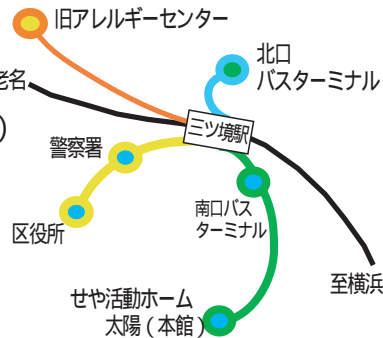 旧アレルギーセンター
北口
バスターミナル
老名
)
三ツ境駅
警察署
南口バス
ターミナル
区役所
至横浜
せや活動ホーム
太陽（本館）